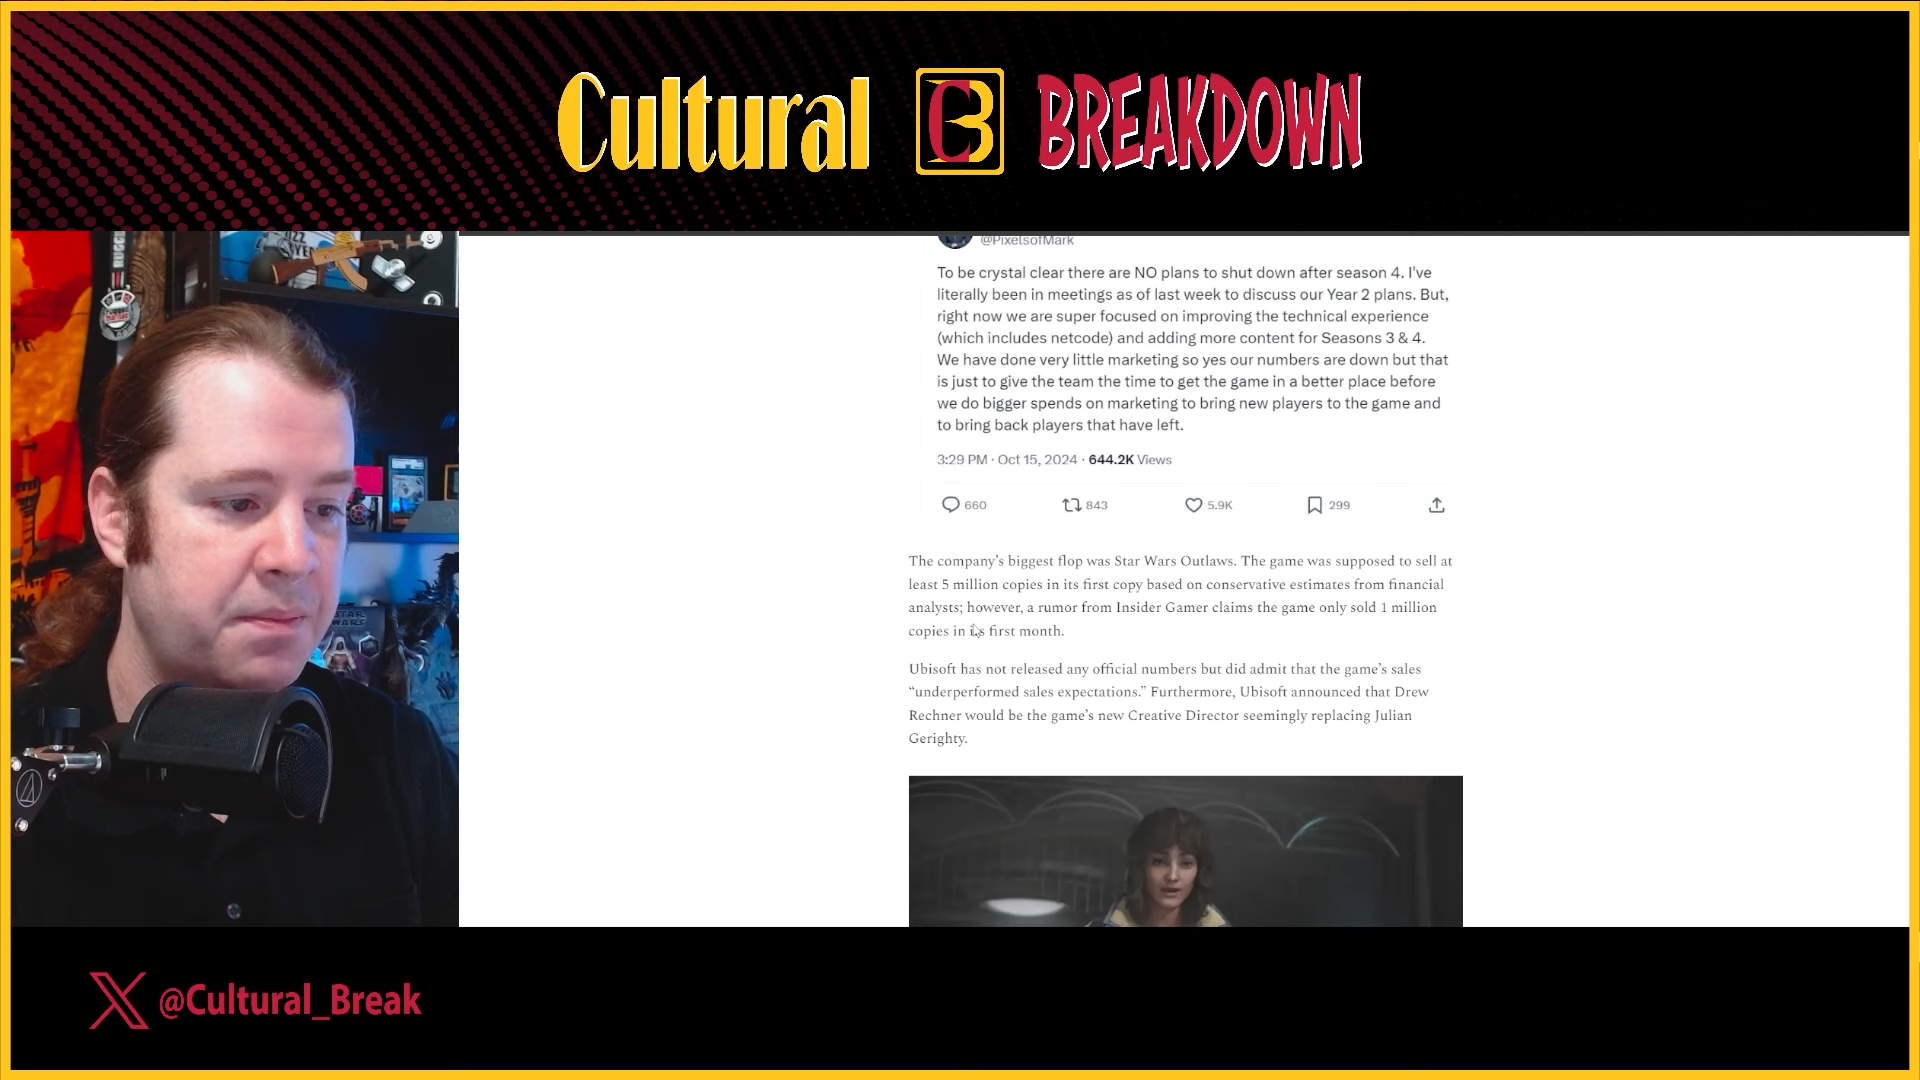 Cultural CB BREAKDOWN
@PixelsofMark
To be crystal clear there are NO plans to shut down after season 4. I've
literally been in meetings as of last week to discuss our Year 2 plans. But,
right now we are super focused on improving the technical experience
(which includes netcode) and adding more content for Seasons 3 & 4.
We have done very little marketing so yes our numbers are down but that
is just to give the team the time to get the game in a better place before
we do bigger spends on marketing to bring new players to the game and
to bring back players that have left.
3:29 PM · Oct 15, 2024 · 644.2K Views
660 843 5.9K 299
The company’s biggest flop was Star Wars Outlaws. The game was supposed to sell at
least 5 million copies in its first copy based on conservative estimates from financial
analysts; however, a rumor from Insider Gamer claims the game only sold 1 million
copies in its first month.
Ubisoft has not released any official numbers but did admit that the game’s sales
“underperformed sales expectations.” Furthermore, Ubisoft announced that Drew
Rechner would be the game’s new Creative Director seemingly replacing Julian
Gerighty.
STAR
WARS
@Cultural_Break